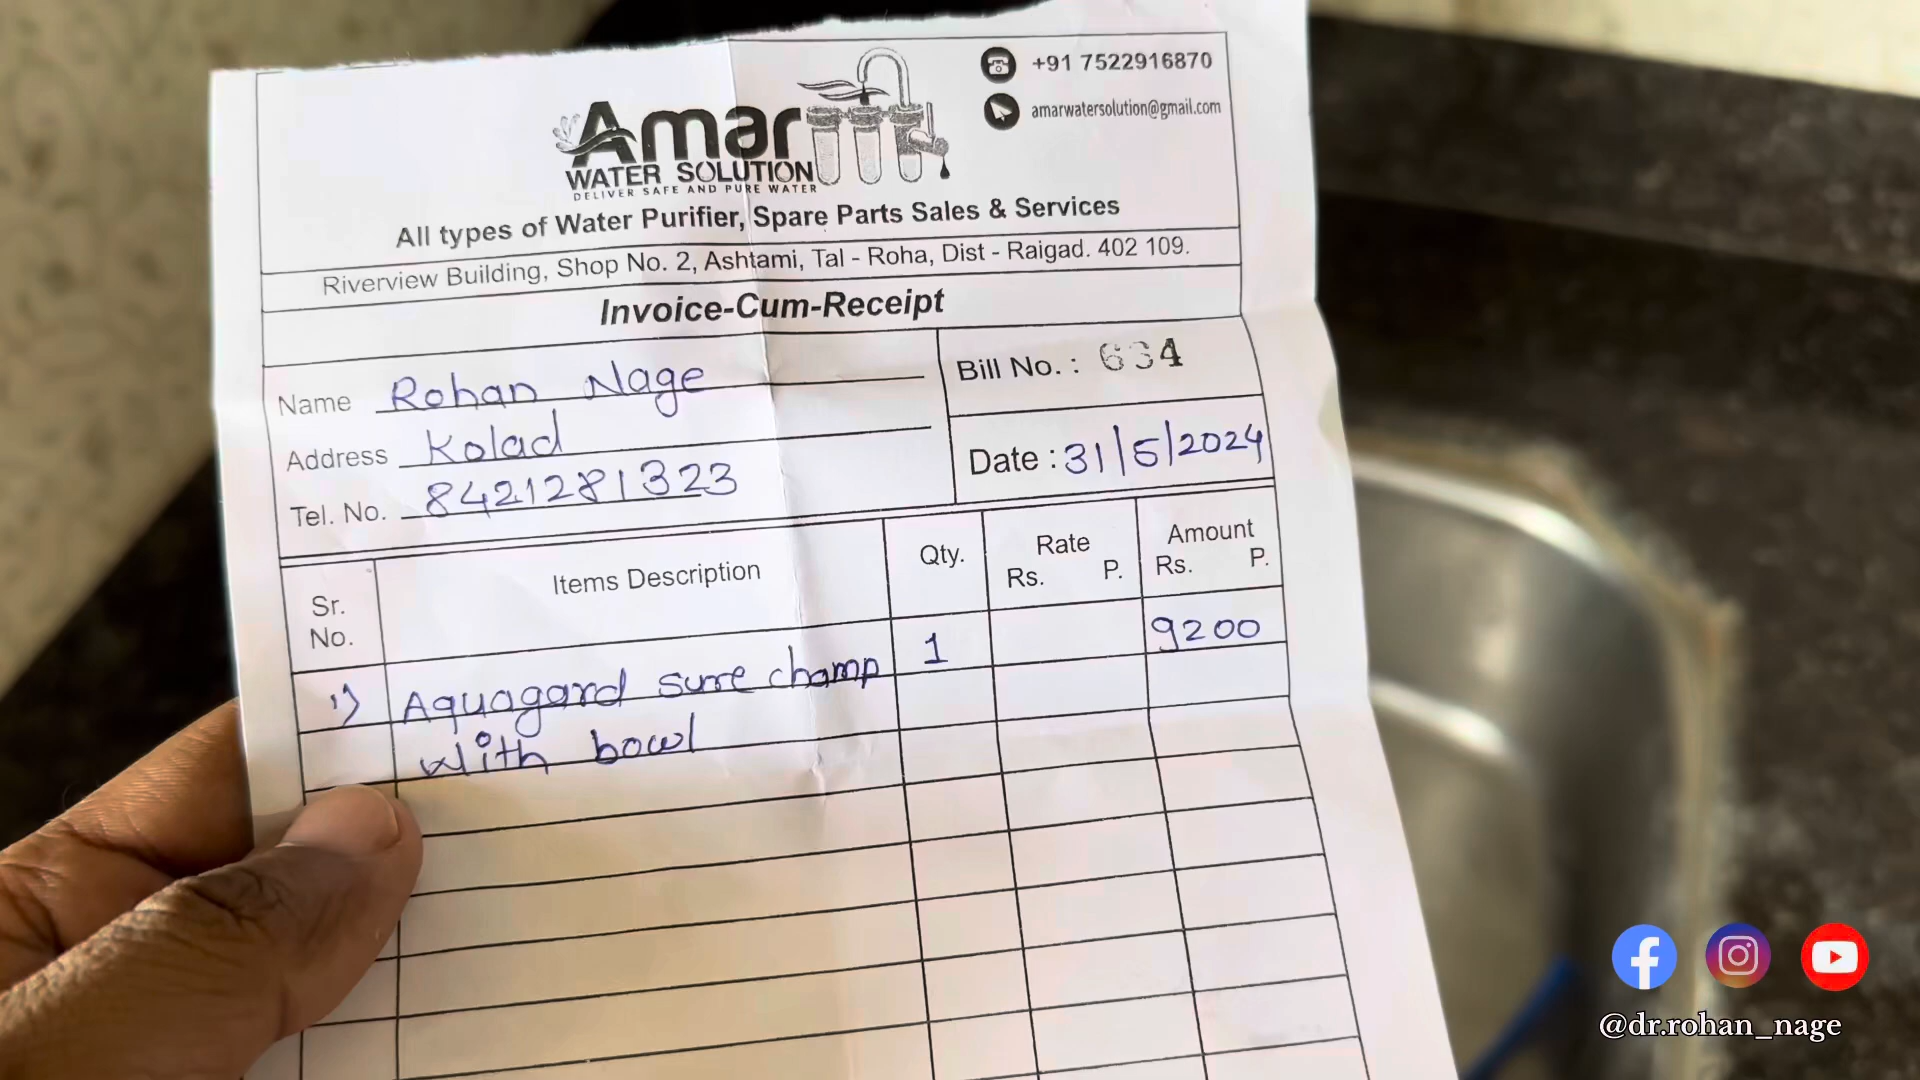 +91 7522916870
amarwatersolution@gmail.com
Amar
WATER SOLUTION
DELIVER SAFE AND PURE WATER
All types of Water Purifier, Spare Parts Sales & Services
Riverview Building, Shop No. 2, Ashtami, Tal - Roha, Dist - Raigad. 402 109.
Invoice-Cum-Receipt
Name Rohan Nage
Bill No. : 634
Address Kolad
Date : 31/5/2024
Tel. No. 8421281323
Sr. No. Items Description Qty. Rate Rs. P. Amount Rs. P.
1) Aquagard sure champ 1 9200
with bowl
@dr.rohan_nage